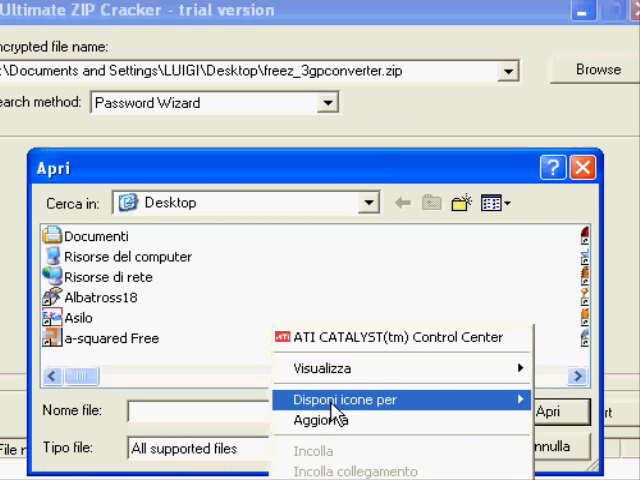 Ultimate ZIP Cracker - trial version
ncrypted file name:
:\Documents and Settings\LUIGI\Desktop\freez_3gpconverter.zip
Browse
earch method:
Password Wizard
Apri
Cerca in:
Desktop
Documenti
Risorse del computer
Risorse di rete
Albatross18
Asilo
a-squared Free
ATI CATALYST(tm) Control Center
Visualizza
Disponi icone per
Aggiorna
Incolla
Incolla collegamento
Nome file:
Apri
rt
File n
Tipo file:
All supported files
nnulla